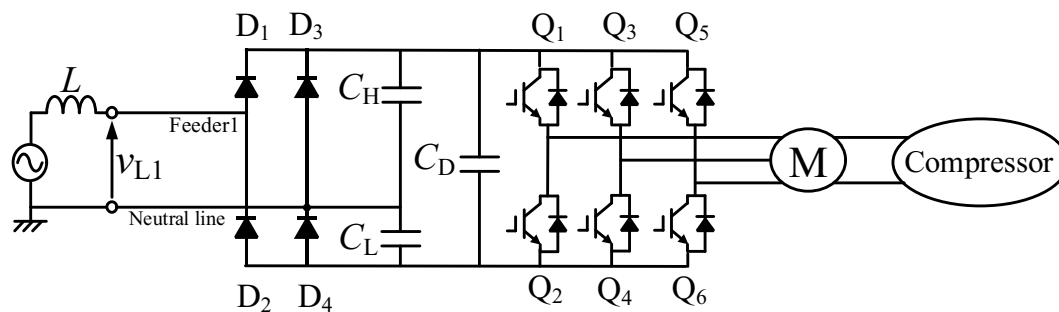 D1 D3 Q1 Q3 Q5
L
CH
Feeder1
vL1
CD
M
Compressor
Neutral line
CL
D2 D4 Q2 Q4 Q6